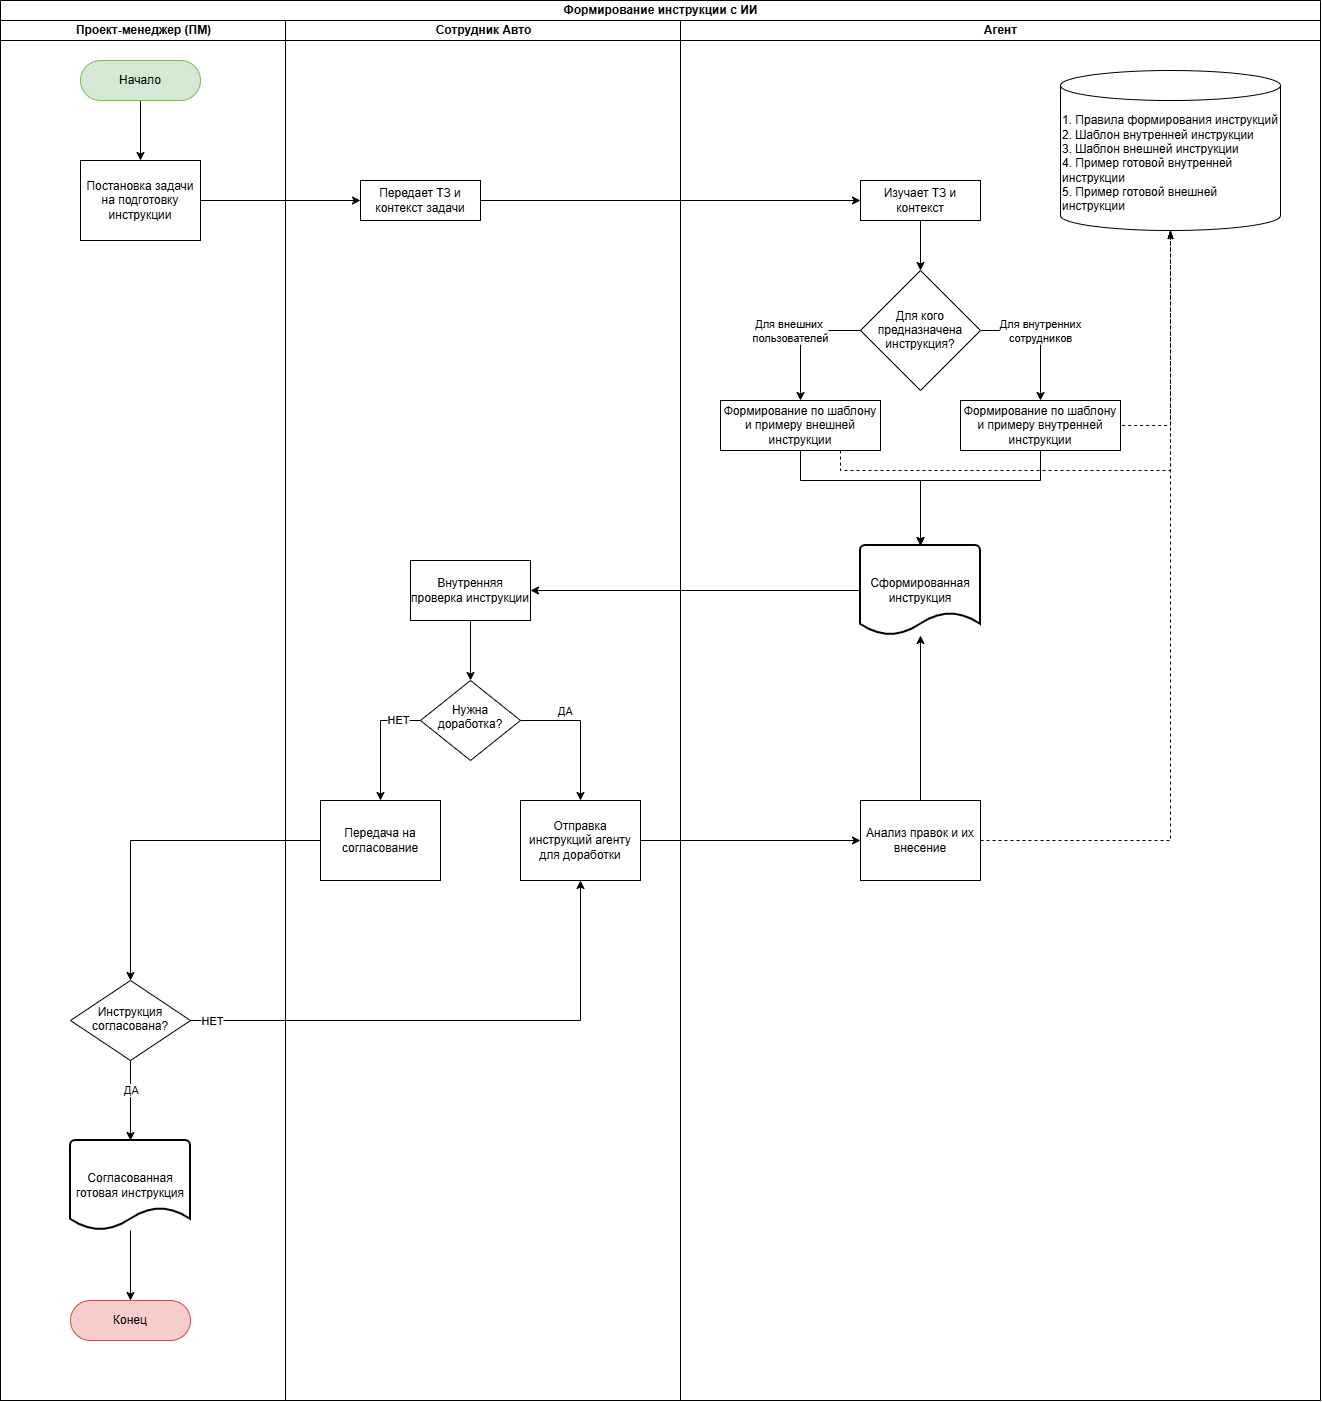 Формирование инструкции с ИИ
Проект-менеджер (ПМ)
Сотрудник Авто
Агент
Начало
1. Правила формирования инструкций
2. Шаблон внутренней инструкции
3. Шаблон внешней инструкции
4. Пример готовой внутренней
инструкции
5. Пример готовой внешней
инструкции
Постановка задачи
на подготовку
инструкции
Передает ТЗ и
контекст задачи
Изучает ТЗ и
контекст
Для кого
предназначена
инструкция?
Для внешних
пользователей
Для внутренних
сотрудников
Формирование по шаблону
и примеру внешней
инструкции
Формирование по шаблону
и примеру внутренней
инструкции
Сформированная
инструкция
Внутренняя
проверка инструкции
Нужна
доработка?
НЕТ
ДА
Передача на
согласование
Отправка
инструкций агенту
для доработки
Анализ правок и их
внесение
Инструкция
согласована?
НЕТ
ДА
Согласованная
готовая инструкция
Конец